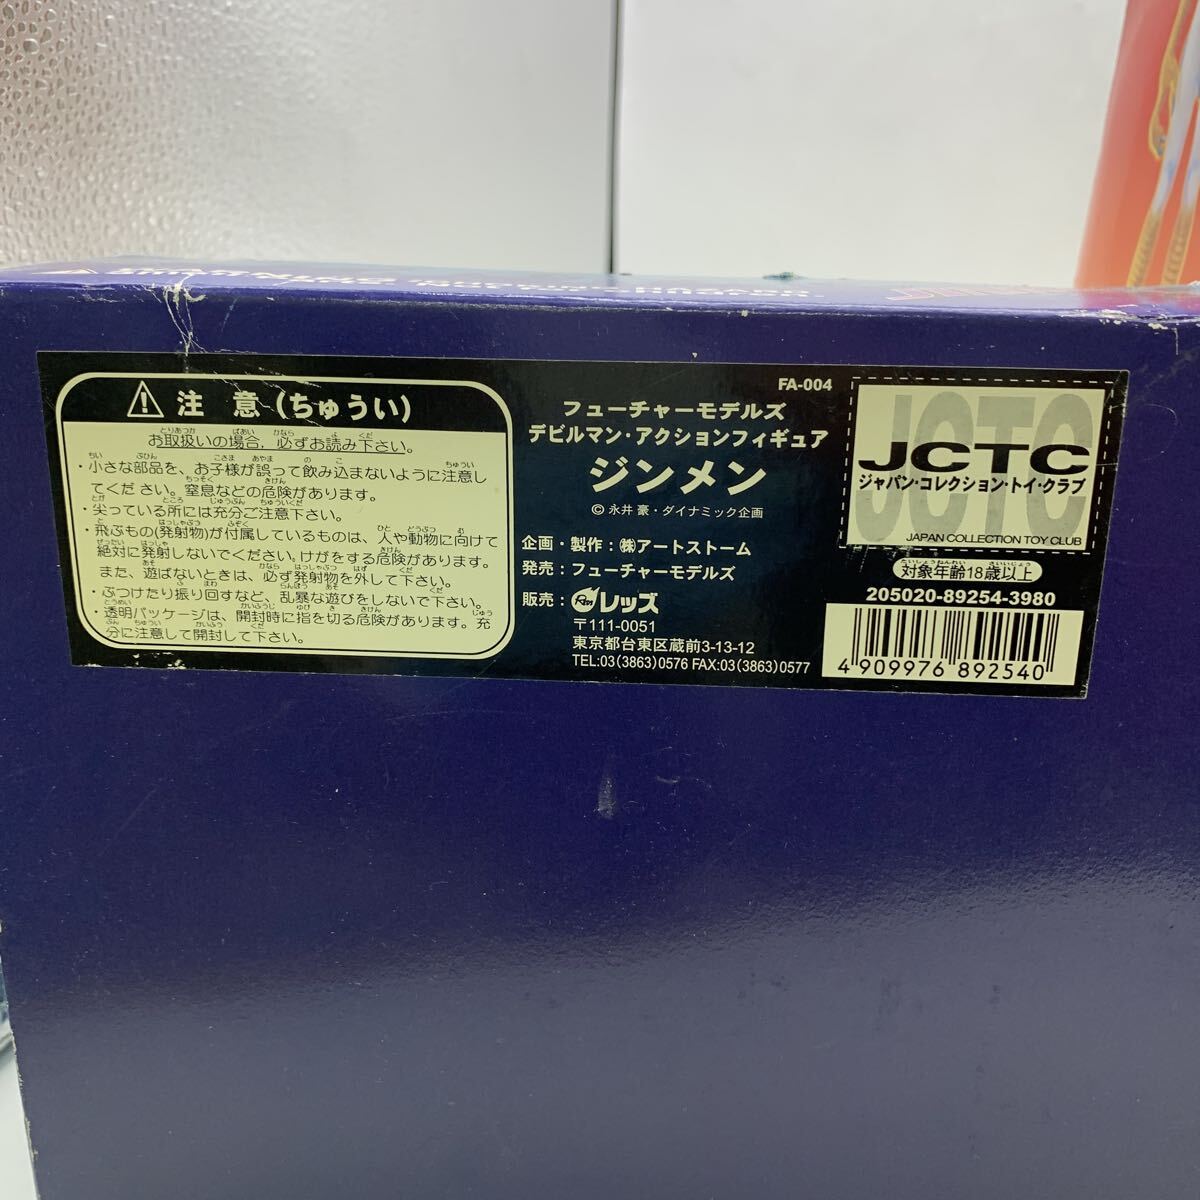 注 意(ちゅうい)
お取扱いの場合、必ずお読み下さい。
・小さな部品を、お子様が誤って飲み込まないように注意し
てください。窒息などの危険があります。
・尖っている所には充分ご注意下さい。
・飛ぶもの(発射物)が付属しているものは、人や動物に向けて
絶対に発射しないでください。けがをする危険があります。
また、遊ばないときは、必ず発射物を外して下さい。
・ぶつけたり振り回すなど、乱暴な遊びをしないで下さい。
・透明パッケージは、開封時に指を切る危険があります。充
分に注意して開封して下さい。
FA-004
フューチャーモデルズ
デビルマン・アクションフィギュア
ジンメン
© 永井 豪・ダイナミック企画
企画・製作：㈱アートストーム
発売：フューチャーモデルズ
販売：レッズ
〒111-0051
東京都台東区蔵前3-13-12
TEL:03(3863)0576 FAX:03(3863)0577
JCTC
JCTC
ジャパン・コレクション・トイ・クラブ
JAPAN COLLECTION TOY CLUB
対象年齢18歳以上
205020-89254-3980
4 909976 892540